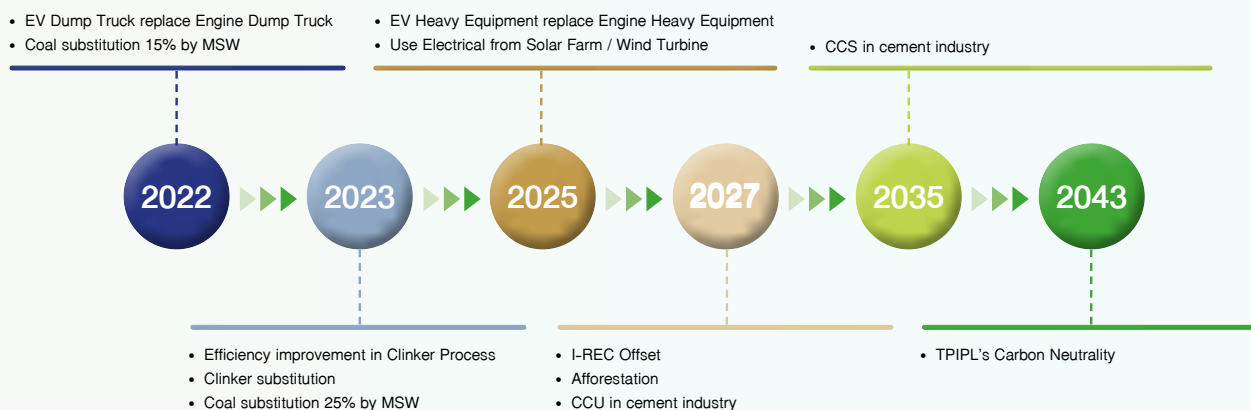 • EV Dump Truck replace Engine Dump Truck
• Coal substitution 15% by MSW
• EV Heavy Equipment replace Engine Heavy Equipment
• Use Electrical from Solar Farm / Wind Turbine
• CCS in cement industry
2022
2023
2025
2027
2035
2043
• Efficiency improvement in Clinker Process
• Clinker substitution
• Coal substitution 25% by MSW
• I-REC Offset
• Afforestation
• CCU in cement industry
• TPIPL's Carbon Neutrality